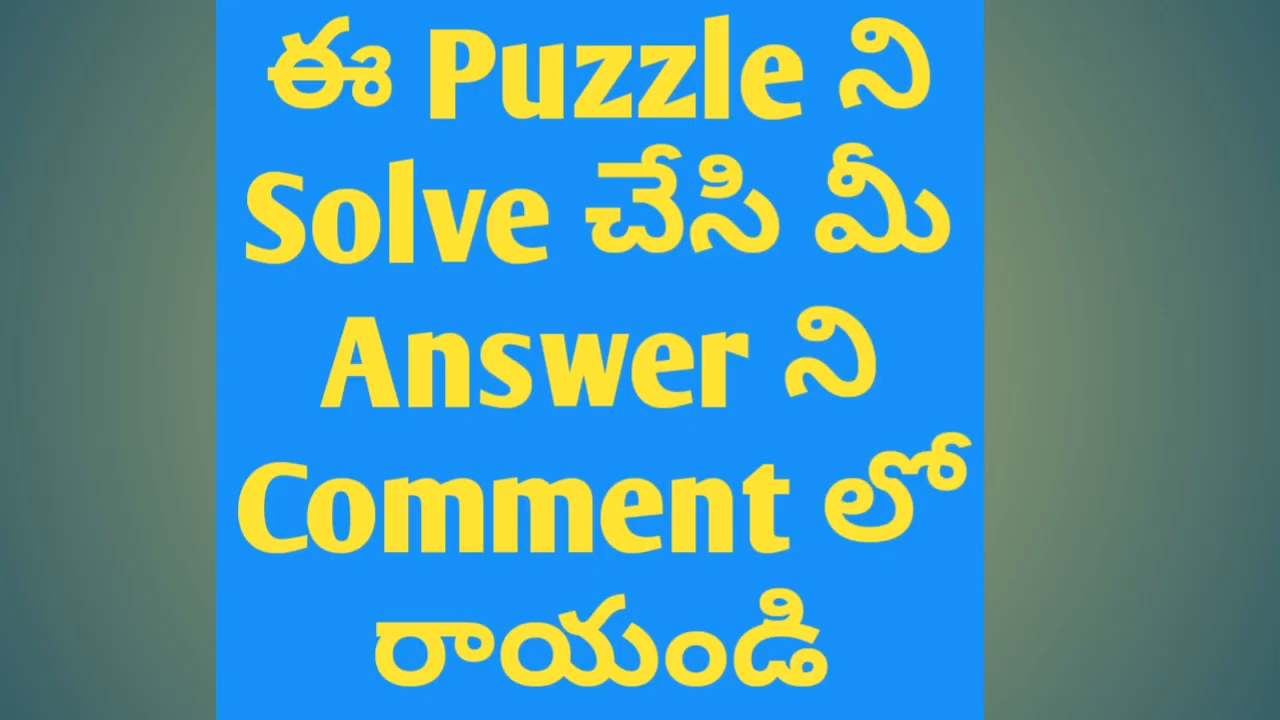 ఈ Puzzle ని
Solve చేసి మీ
Answer ని
Comment లో
రాయండి